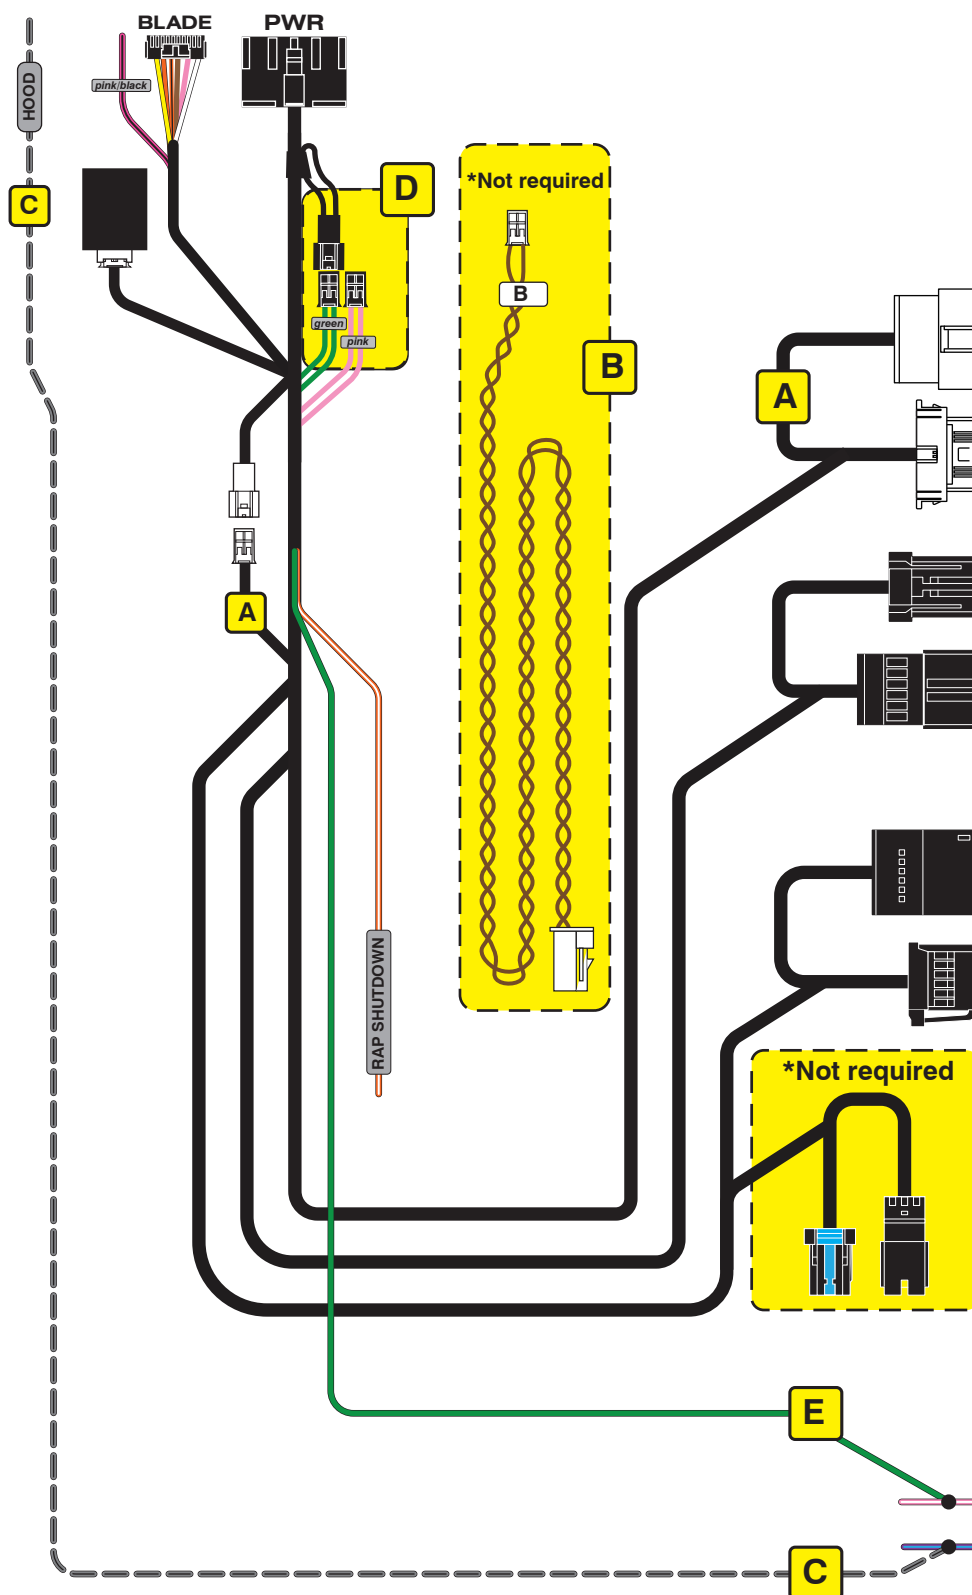 BLADE
PWR
HOOD
pink/black
C
D
*Not required
B
green
pink
B
A
A
RAP SHUTDOWN
*Not required
E
C